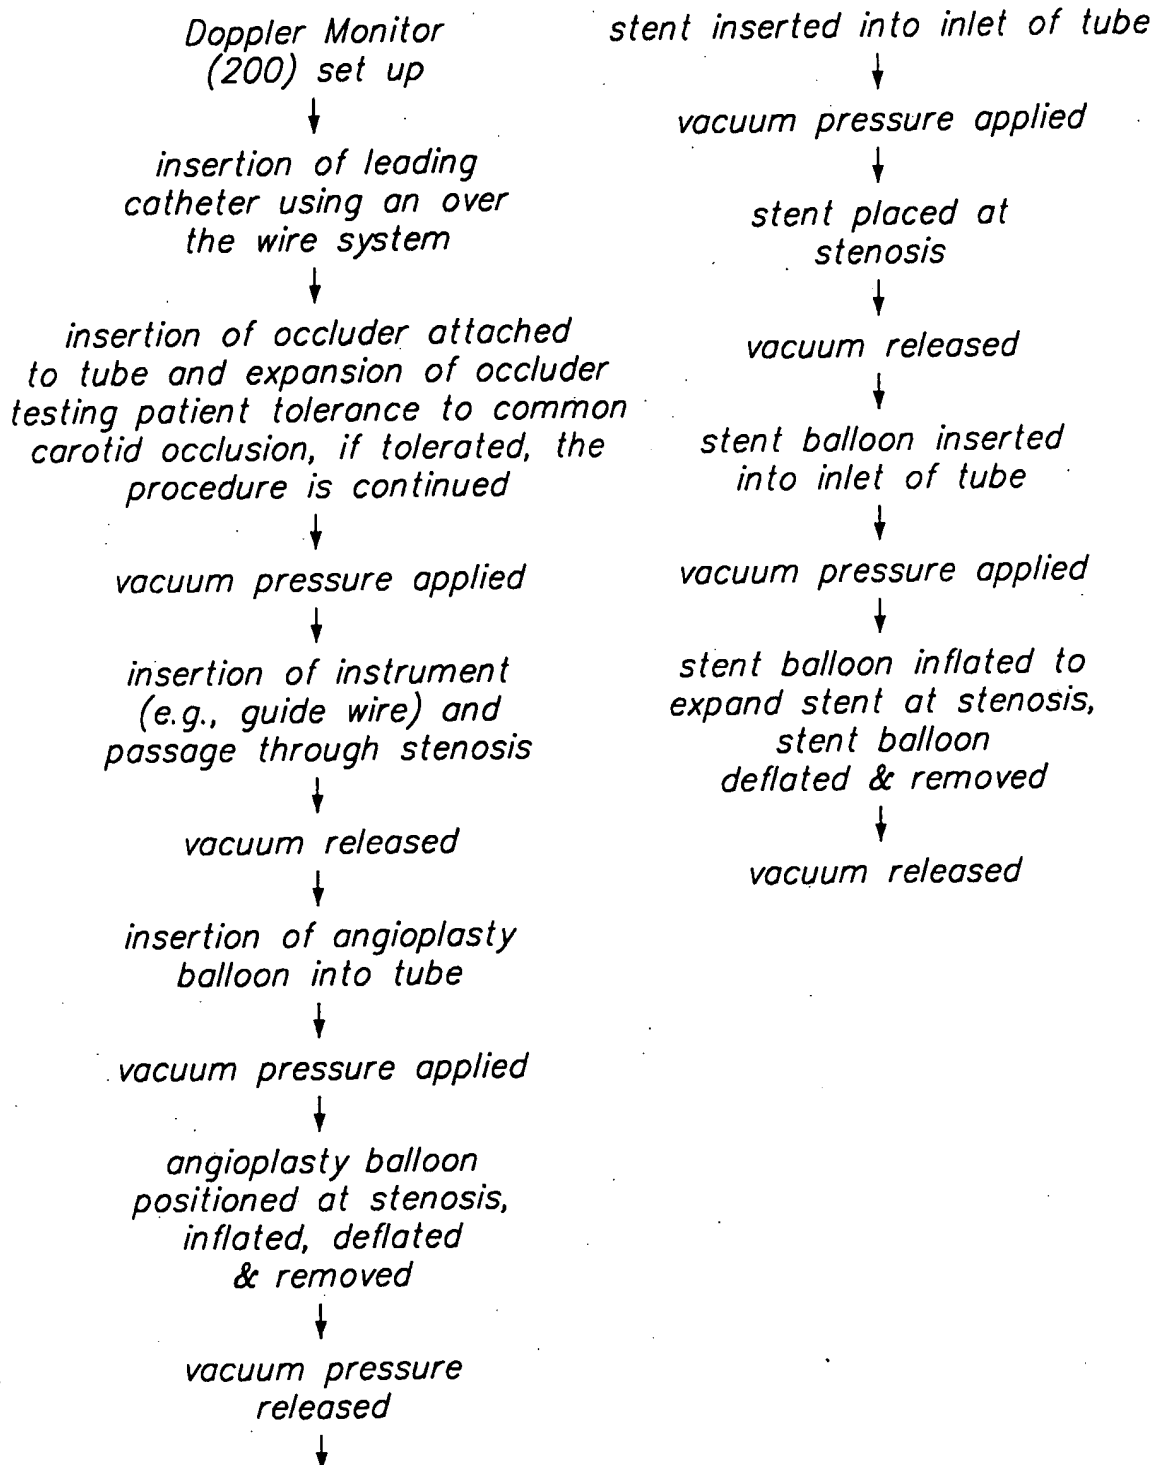 Doppler Monitor
(200) set up
insertion of leading
catheter using an over
the wire system
insertion of occluder attached
to tube and expansion of occluder
testing patient tolerance to common
carotid occlusion, if tolerated, the
procedure is continued
vacuum pressure applied
insertion of instrument
(e.g., guide wire) and
passage through stenosis
vacuum released
insertion of angioplasty
balloon into tube
vacuum pressure applied
angioplasty balloon
positioned at stenosis,
inflated, deflated
& removed
vacuum pressure
released
stent inserted into inlet of tube
vacuum pressure applied
stent placed at
stenosis
vacuum released
stent balloon inserted
into inlet of tube
vacuum pressure applied
stent balloon inflated to
expand stent at stenosis,
stent balloon
deflated & removed
vacuum released